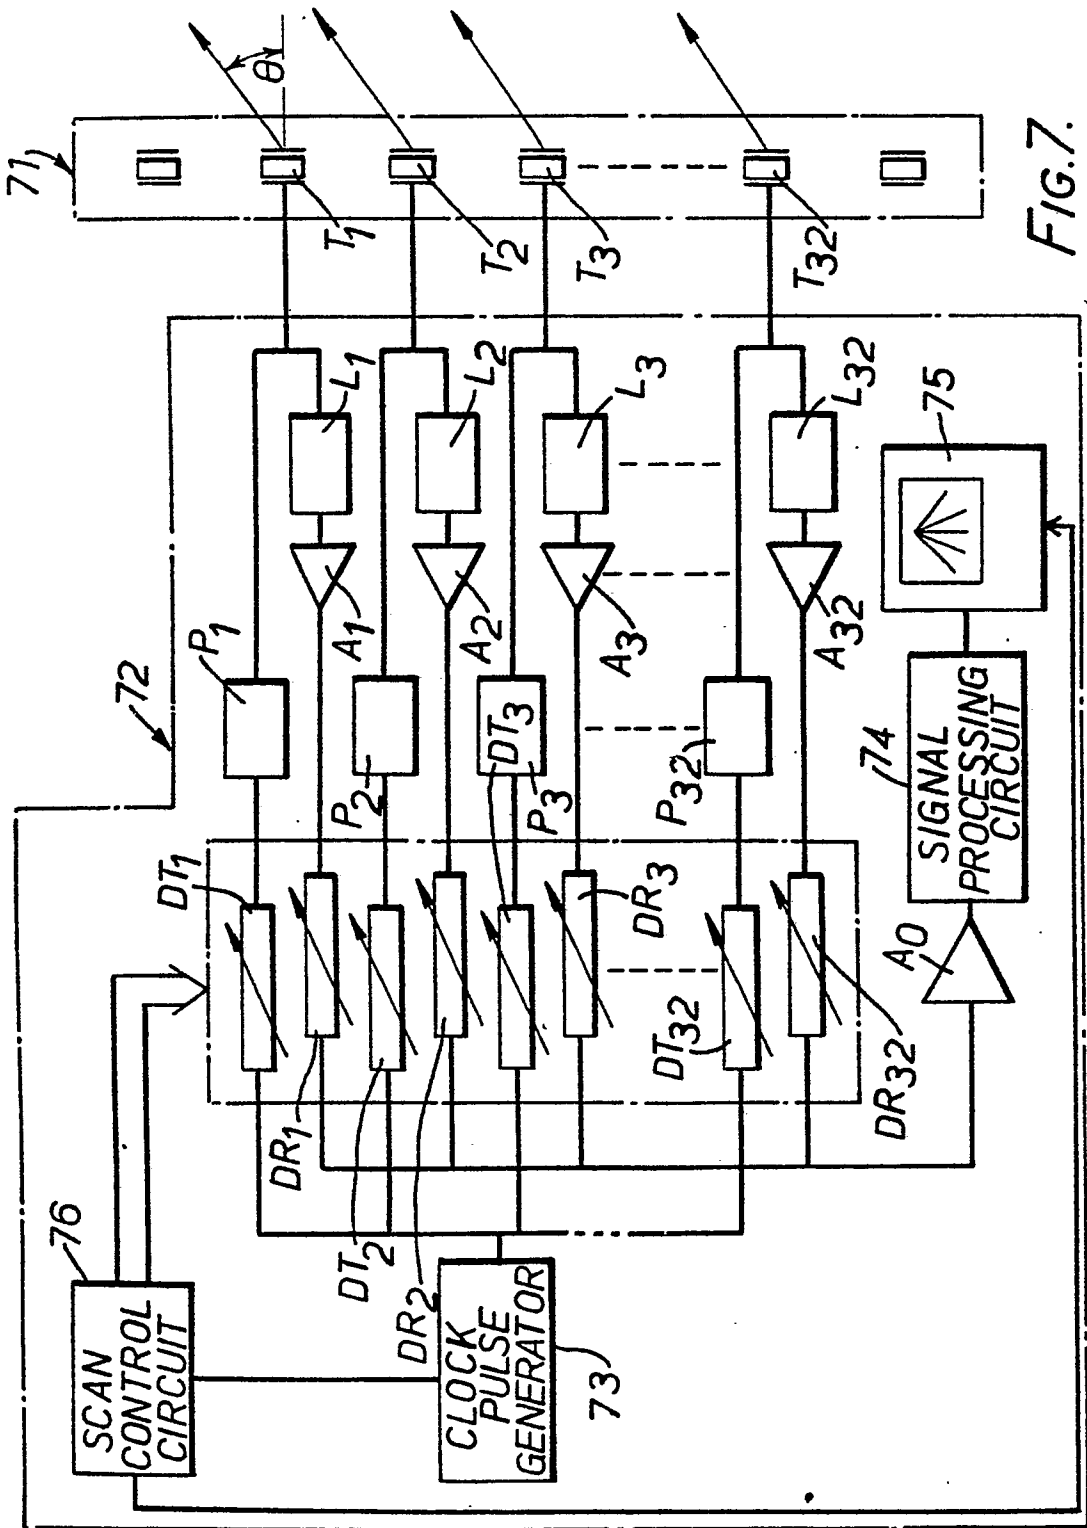 71
θ
T1
T2
T3
T32
FIG.7.
72
L1
L2
L3
L32
A1
A2
A3
A32
P1
P2
P3
P32
DT1
DR1
DT2
DR2
DT3
DR3
DT32
DR32
76
SCAN
CONTROL
CIRCUIT
CLOCK
PULSE
GENERATOR
73
A0
74
SIGNAL
PROCESSING
CIRCUIT
75